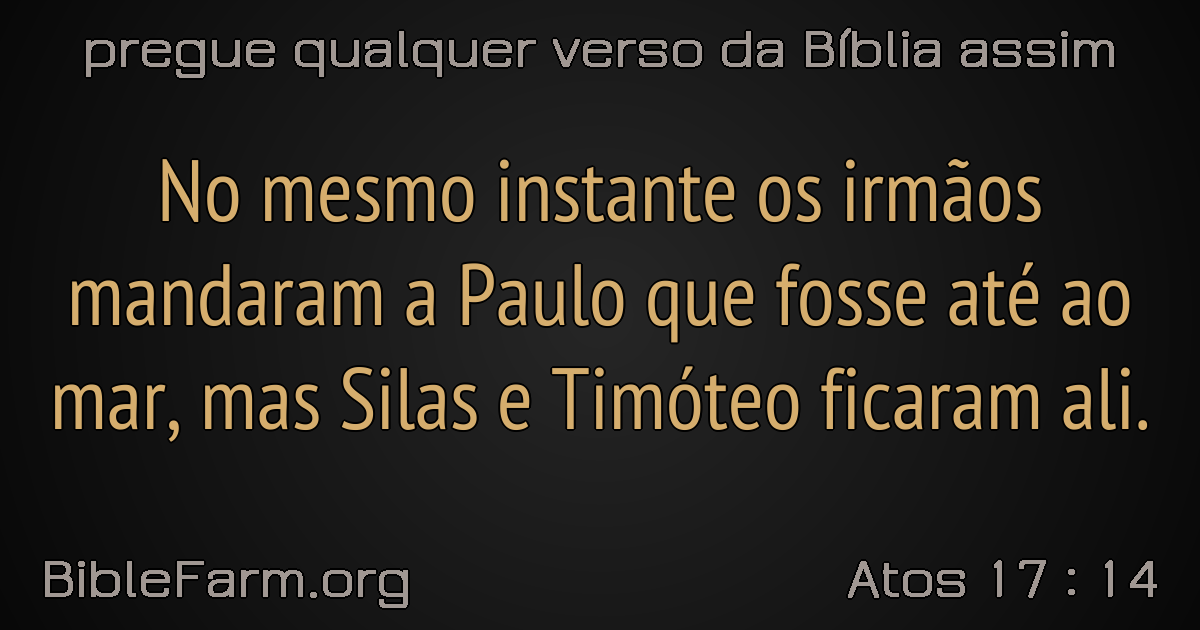 pregue qualquer verso da Bíblia assim
No mesmo instante os irmãos
mandaram a Paulo que fosse até ao
mar, mas Silas e Timóteo ficaram ali.
BibleFarm.org
Atos 17 : 14